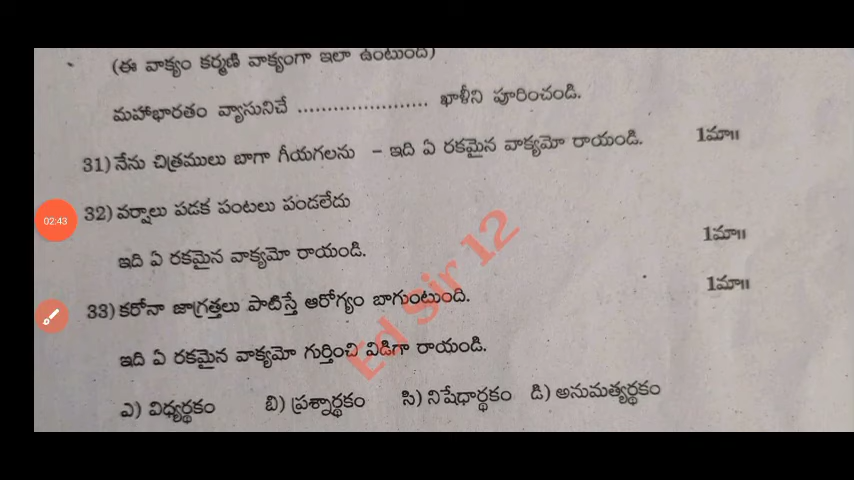 (ఈ వాక్యం కర్మణి వాక్యంగా ఇలా ఉంటుంది)
మహాభారతం వ్యాసునిచే ...................... ఖాళీని పూరించండి.
31) నేను చిత్రములు బాగా గీయగలను - ఇది ఏ రకమైన వాక్యమో రాయండి. 1మా॥
32) వర్షాలు పడక పంటలు పండలేదు
02:43
ఇది ఏ రకమైన వాక్యమో రాయండి. 1మా॥
33) కరోనా జాగ్రత్తలు పాటిస్తే ఆరోగ్యం బాగుంటుంది. 1మా॥
ఇది ఏ రకమైన వాక్యమో గుర్తించి విడిగా రాయండి.
ఎ) విధ్యర్థకం బి) ప్రశ్నార్థకం సి) నిషేధార్థకం డి) అనుమత్యర్థకం
Ed Sir 12